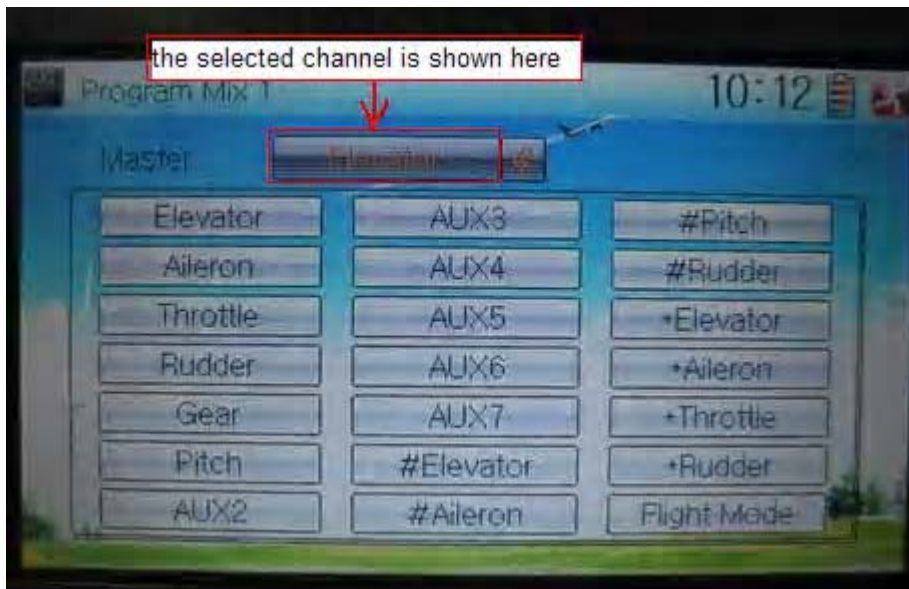 the selected channel is shown here
Program Mix 1
10:12
Master
Elevator AUX3 #Pitch
Aileron AUX4 #Rudder
Throttle AUX5 +Elevator
Rudder AUX6 +Aileron
Gear AUX7 +Throttle
Pitch #Elevator +Rudder
AUX2 #Aileron Flight Mode